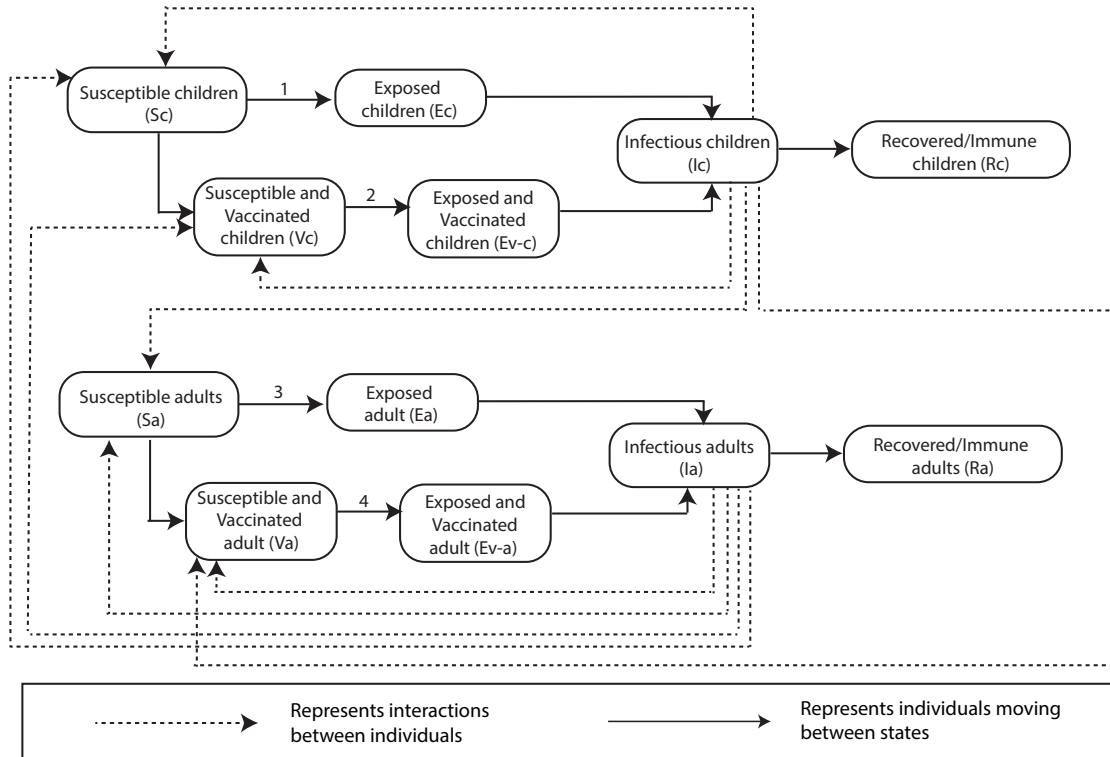 Susceptible children
(Sc)
1
Exposed
children (Ec)
Infectious children
(Ic)
Recovered/Immune
children (Rc)
Susceptible and
Vaccinated
children (Vc)
2
Exposed and
Vaccinated
children (Ev-c)
Susceptible adults
(Sa)
3
Exposed
adult (Ea)
Infectious adults
(Ia)
Recovered/Immune
adults (Ra)
Susceptible and
Vaccinated
adult (Va)
4
Exposed and
Vaccinated
adult (Ev-a)
Represents interactions
between individuals
Represents individuals moving
between states